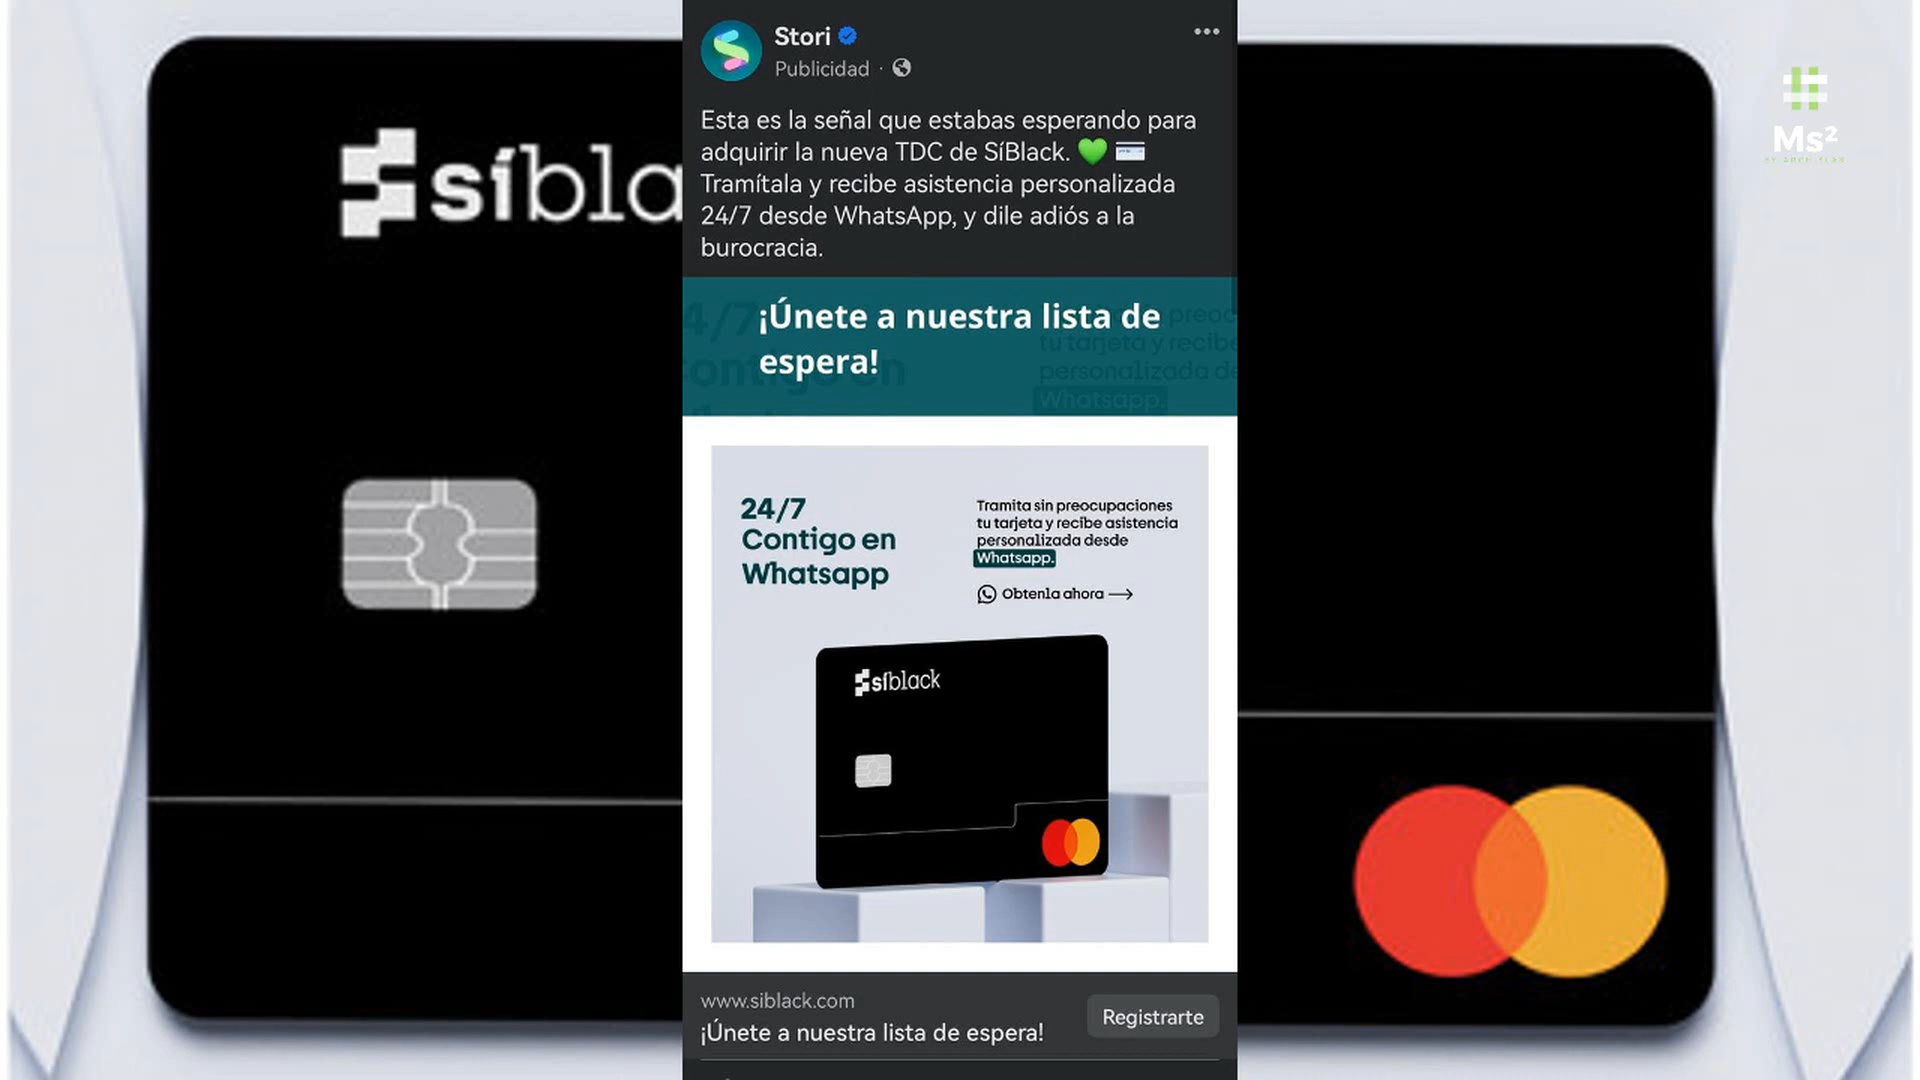 Stori
Publicidad ·
Esta es la señal que estabas esperando para
adquirir la nueva TDC de SíBlack. 💚 💳
Tramítala y recibe asistencia personalizada
24/7 desde WhatsApp, y dile adiós a la
burocracia.
¡Únete a nuestra lista de
espera!
24/7
Contigo en
Whatsapp
Tramita sin preocupaciones
tu tarjeta y recibe asistencia
personalizada desde
Whatsapp.
Obtenla ahora →
síblack
www.siblack.com
¡Únete a nuestra lista de espera!
Registrarte
síbla
Ms²